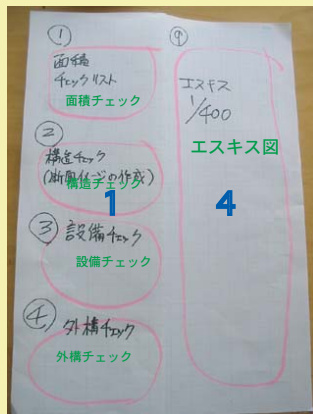 ①
面積
チェックリスト
面積チェック
②
構造チェック
(断面イメージの作成)
構造チェック
1
③ 設備チェック
設備チェック
④ 外構チェック
外構チェック
⑨
エスキス
1/400
エスキス図
4